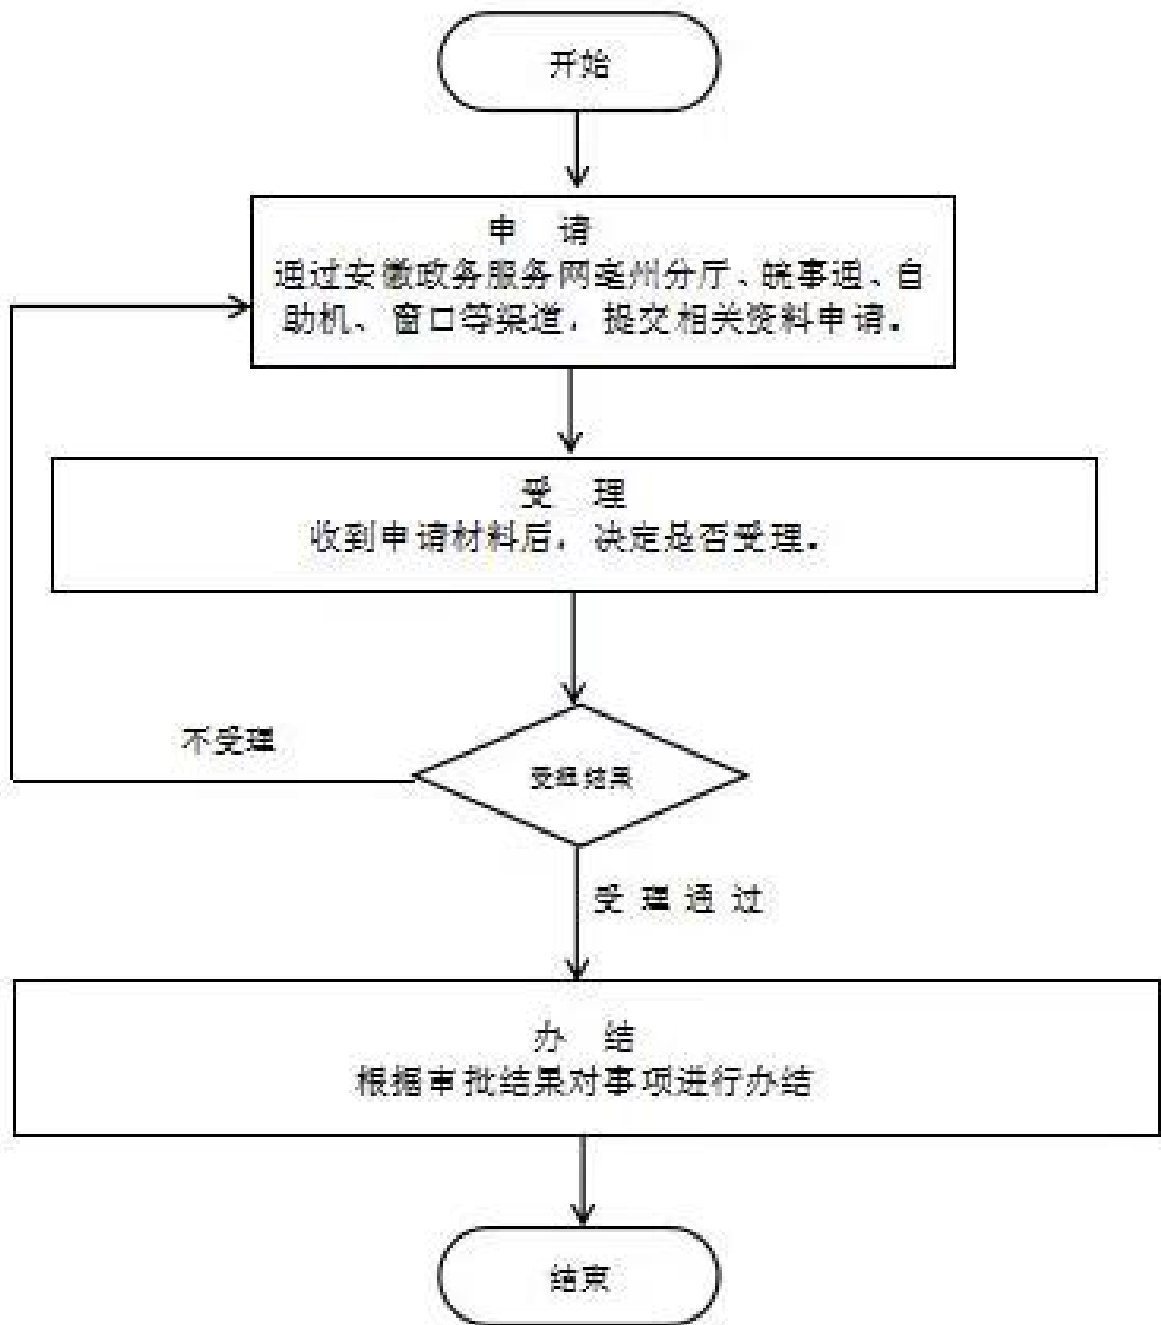 开始
申 请
通过安徽政务服务网亳州分厅、皖事通、自
助机、窗口等渠道，提交相关资料申请。
受 理
收到申请材料后，决定是否受理。
不受理
受理结果
受理通过
办 结
根据审批结果对事项进行办结
结束